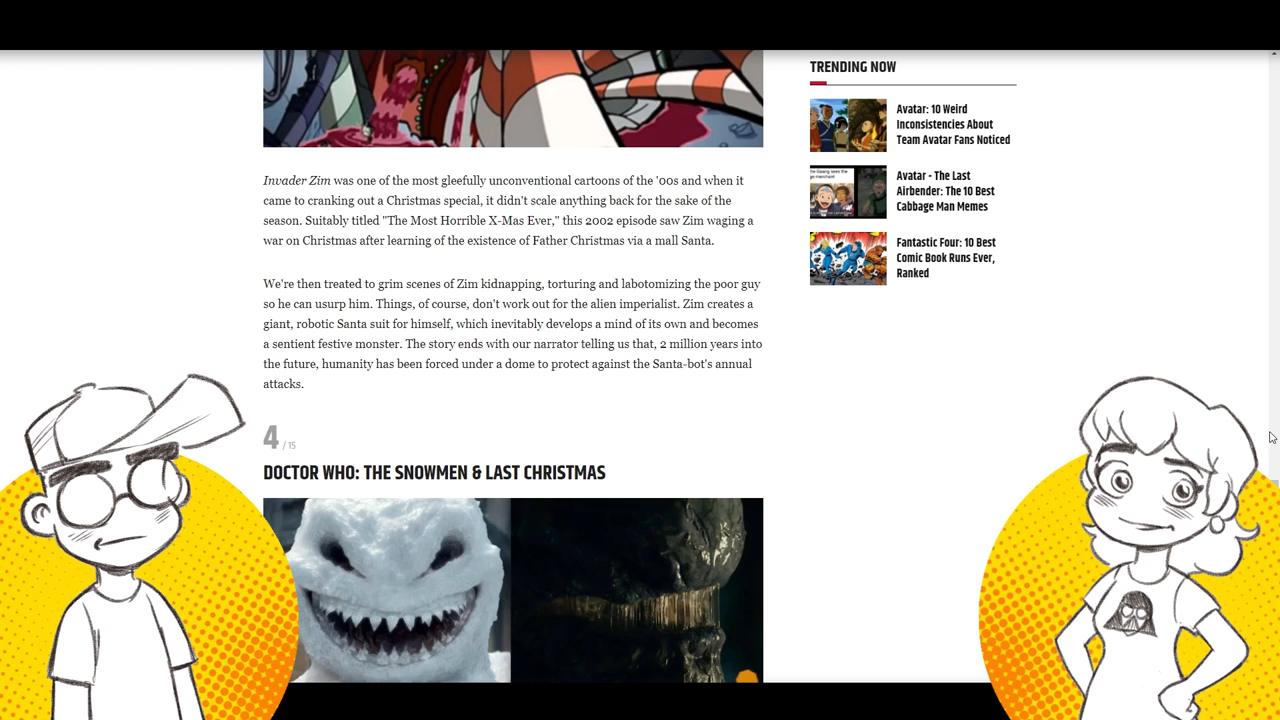 Invader Zim was one of the most gleefully unconventional cartoons of the '00s and when it
came to cranking out a Christmas special, it didn't scale anything back for the sake of the
season. Suitably titled "The Most Horrible X-Mas Ever," this 2002 episode saw Zim waging a
war on Christmas after learning of the existence of Father Christmas via a mall Santa.
We're then treated to grim scenes of Zim kidnapping, torturing and labotomizing the poor guy
so he can usurp him. Things, of course, don't work out for the alien imperialist. Zim creates a
giant, robotic Santa suit for himself, which inevitably develops a mind of its own and becomes
a sentient festive monster. The story ends with our narrator telling us that, 2 million years into
the future, humanity has been forced under a dome to protect against the Santa-bot's annual
attacks.
4 / 15
DOCTOR WHO: THE SNOWMEN & LAST CHRISTMAS
TRENDING NOW
Avatar: 10 Weird
Inconsistencies About
Team Avatar Fans Noticed
Avatar - The Last
Airbender: The 10 Best
Cabbage Man Memes
Fantastic Four: 10 Best
Comic Book Runs Ever,
Ranked